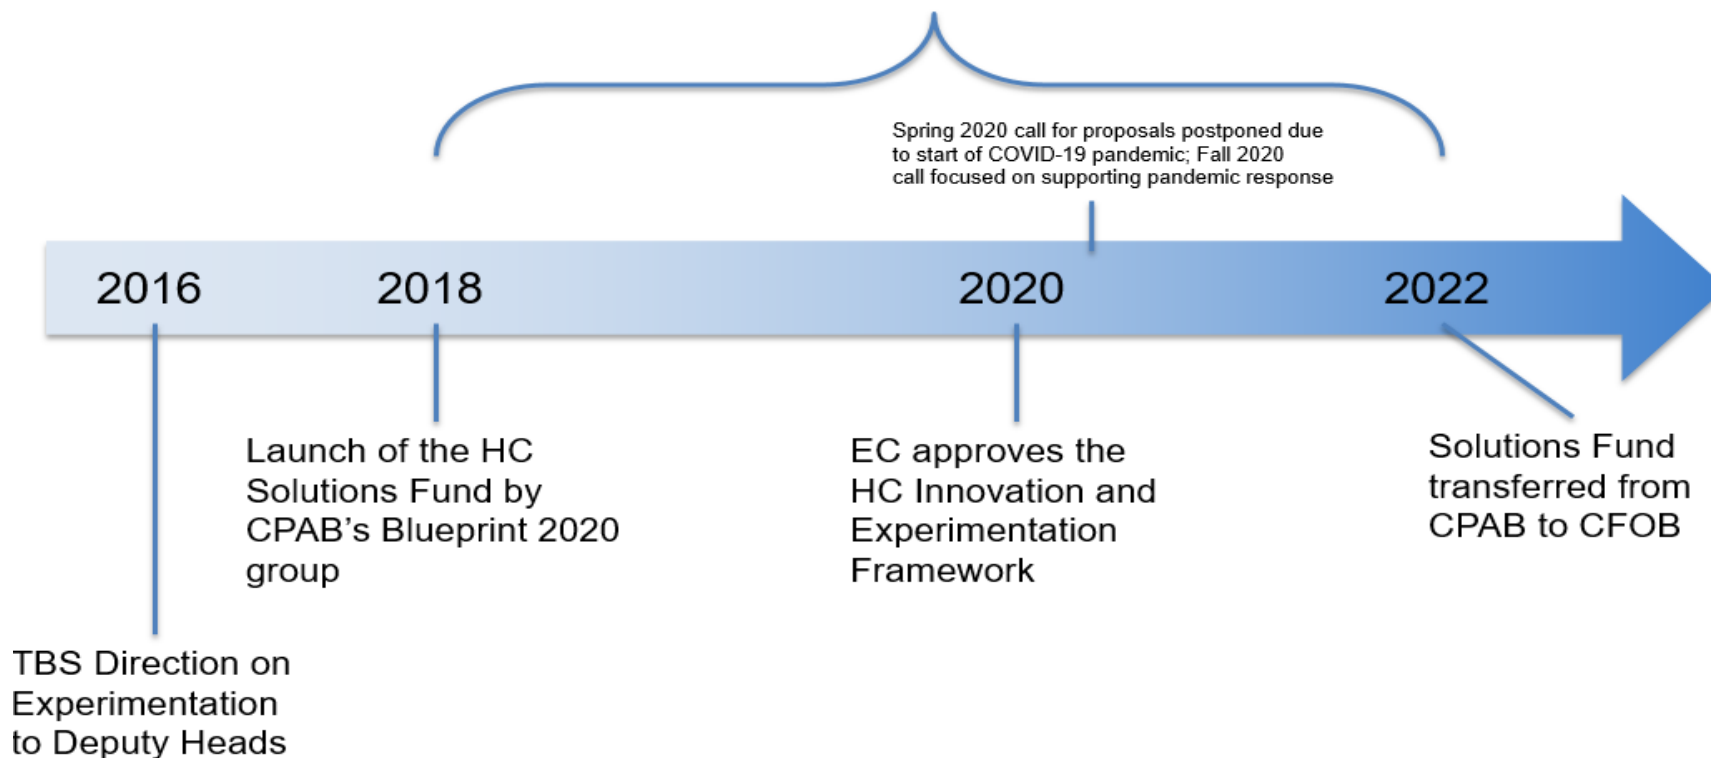 Spring 2020 call for proposals postponed due
to start of COVID-19 pandemic; Fall 2020
call focused on supporting pandemic response
2016
2018
2020
2022
Launch of the HC
Solutions Fund by
CPAB’s Blueprint 2020
group
EC approves the
HC Innovation and
Experimentation
Framework
Solutions Fund
transferred from
CPAB to CFOB
TBS Direction on
Experimentation
to Deputy Heads